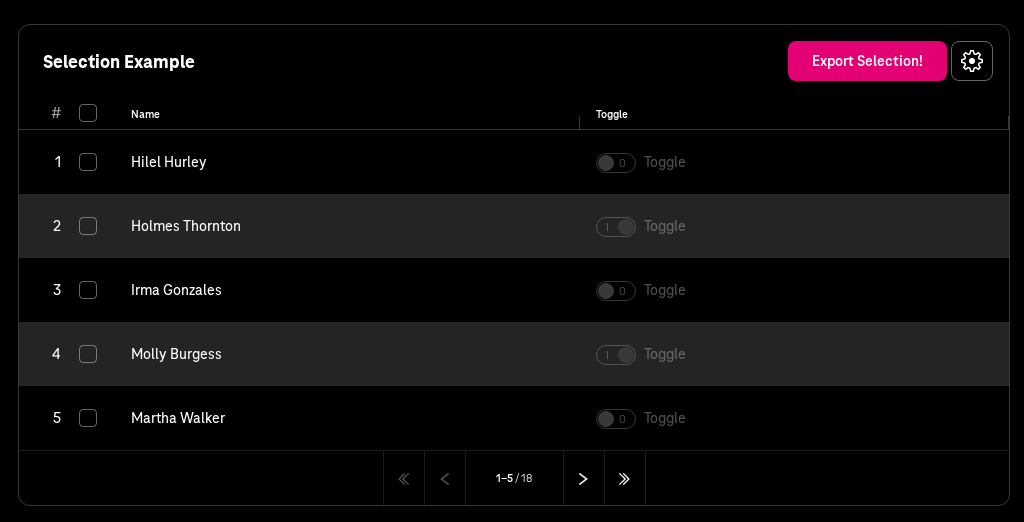 Selection Example
Export Selection!
# Name Toggle
1 Hilel Hurley 0 Toggle
2 Holmes Thornton I Toggle
3 Irma Gonzales 0 Toggle
4 Molly Burgess I Toggle
5 Martha Walker 0 Toggle
1–5 / 18